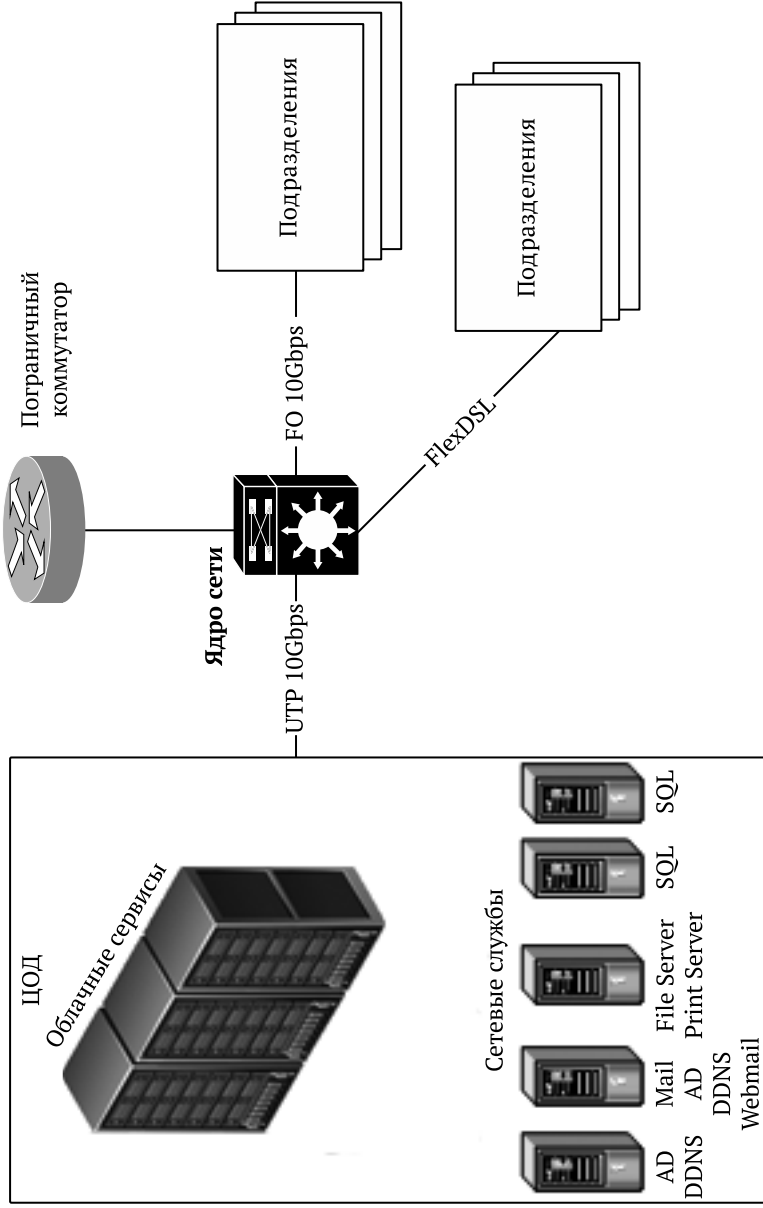 ЦОД
Облачные сервисы
Сетевые службы
AD
DDNS
Mail
AD
DDNS
Webmail
File Server
Print Server
SQL
SQL
UTP 10Gbps
Ядро сети
Пограничный
коммутатор
FO 10Gbps
FlexDSL
Подразделения
Подразделения